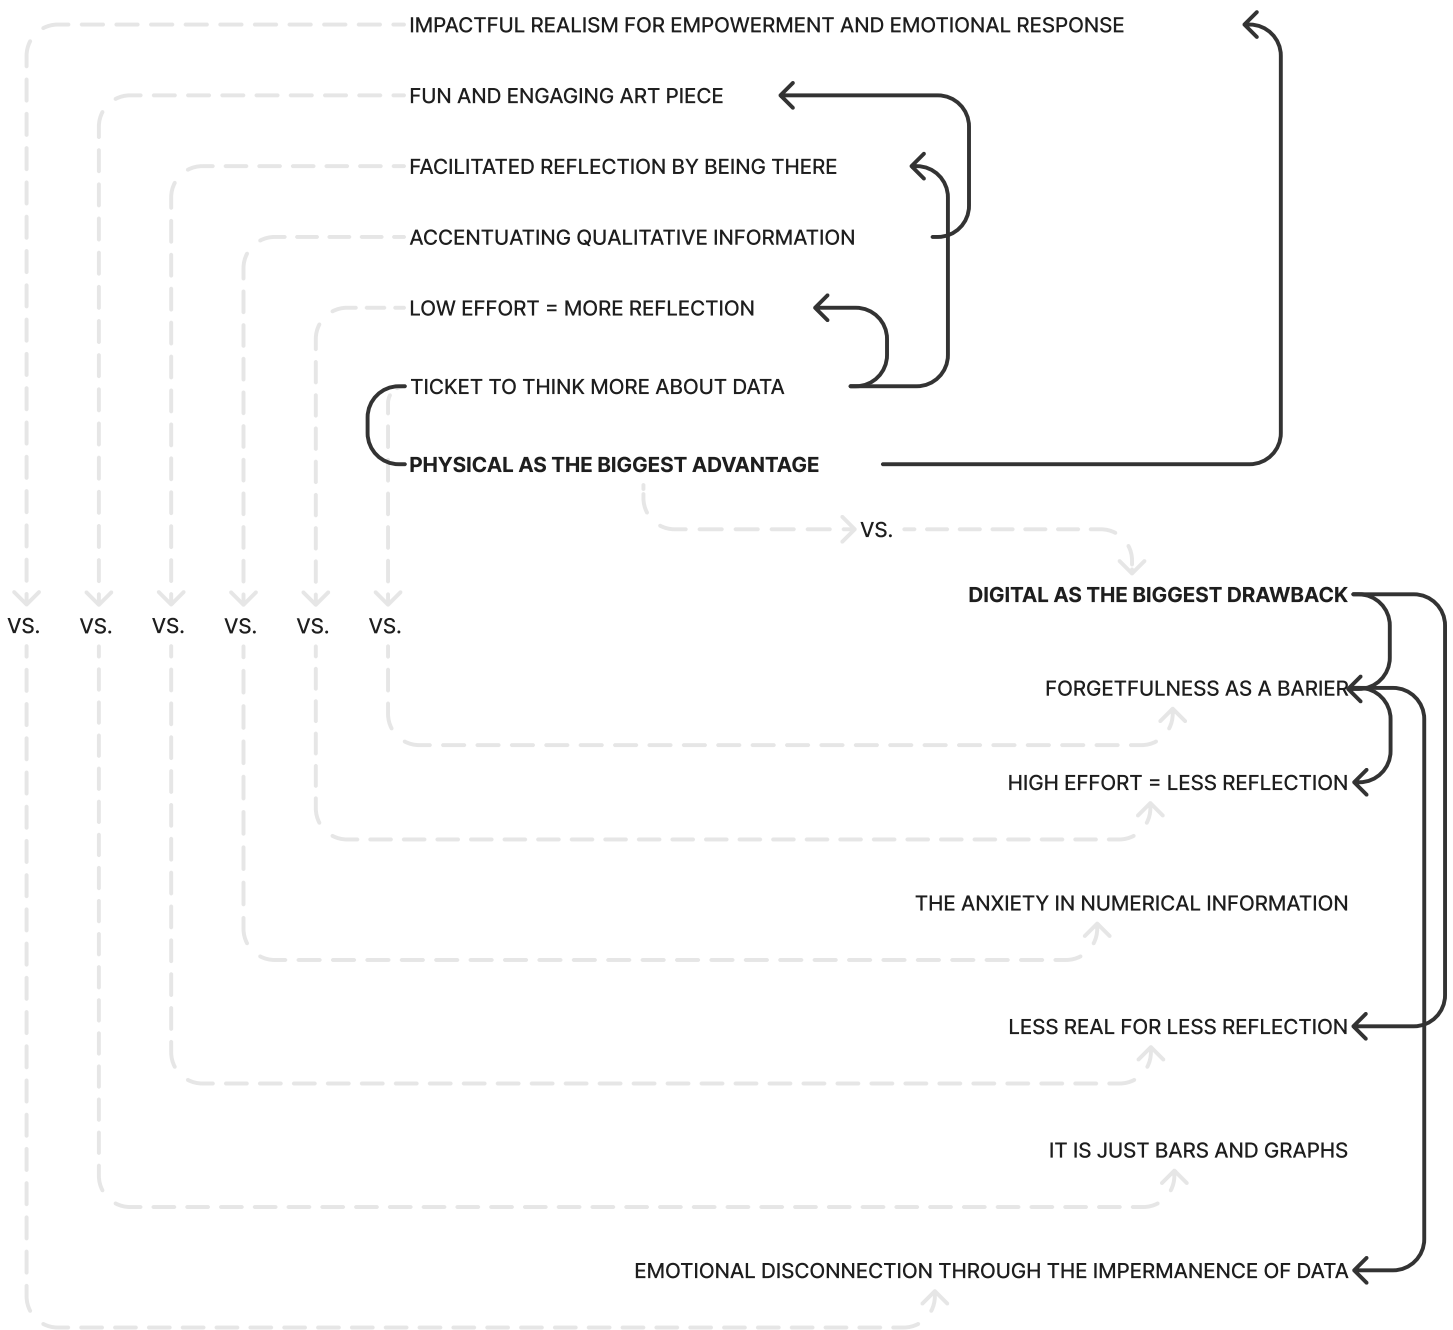 IMPACTFUL REALISM FOR EMPOWERMENT AND EMOTIONAL RESPONSE
FUN AND ENGAGING ART PIECE
FACILITATED REFLECTION BY BEING THERE
ACCENTUATING QUALITATIVE INFORMATION
LOW EFFORT = MORE REFLECTION
TICKET TO THINK MORE ABOUT DATA
PHYSICAL AS THE BIGGEST ADVANTAGE
VS.
DIGITAL AS THE BIGGEST DRAWBACK
VS. VS. VS. VS. VS. VS.
FORGETFULNESS AS A BARIER
HIGH EFFORT = LESS REFLECTION
THE ANXIETY IN NUMERICAL INFORMATION
LESS REAL FOR LESS REFLECTION
IT IS JUST BARS AND GRAPHS
EMOTIONAL DISCONNECTION THROUGH THE IMPERMANENCE OF DATA